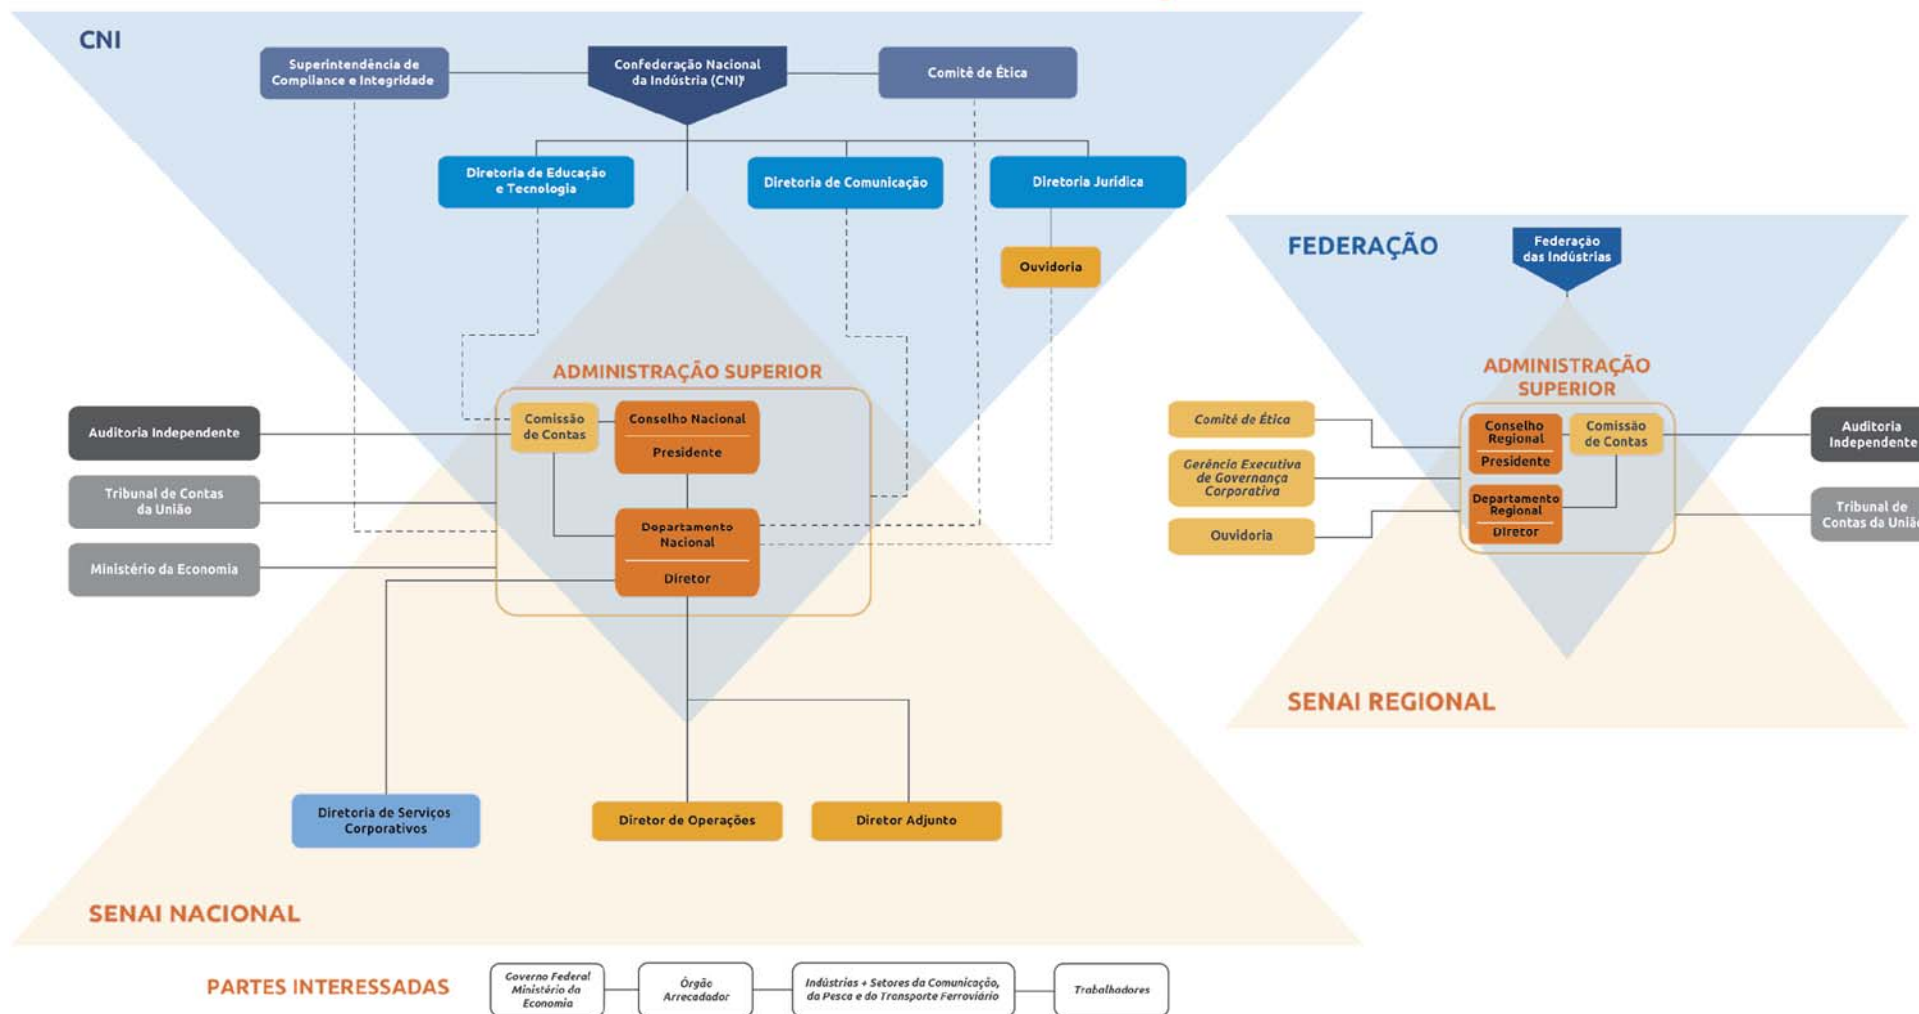 CNI
Superintendência de
Compliance e Integridade
Confederação Nacional
da Indústria (CNI)¹
Comitê de Ética
Diretoria de Educação
e Tecnologia
Diretoria de Comunicação
Diretoria Jurídica
Ouvidoria
ADMINISTRAÇÃO SUPERIOR
Comissão
de Contas
Conselho Nacional
Presidente
Departamento
Nacional
Diretor
Auditoria Independente
Tribunal de Contas
da União
Ministério da Economia
Diretoria de Serviços
Corporativos
Diretor de Operações
Diretor Adjunto
SENAI NACIONAL
FEDERAÇÃO
Federação
das Indústrias
ADMINISTRAÇÃO
SUPERIOR
Comitê de Ética
Gerência Executiva
de Governança
Corporativa
Ouvidoria
Conselho
Regional
Presidente
Comissão
de Contas
Departamento
Regional
Diretor
Auditoria
Independente
Tribunal de
Contas da União
SENAI REGIONAL
PARTES INTERESSADAS
Governo Federal
Ministério da
Economia
Órgão
Arrecadador
Indústrias + Setores da Comunicação,
da Pesca e do Transporte Ferroviário
Trabalhadores